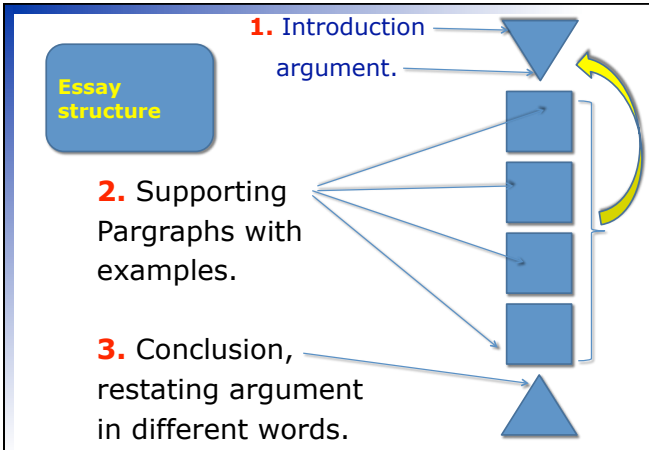 1. Introduction
argument.
Essay
structure
2. Supporting
Pargraphs with
examples.
3. Conclusion,
restating argument
in different words.